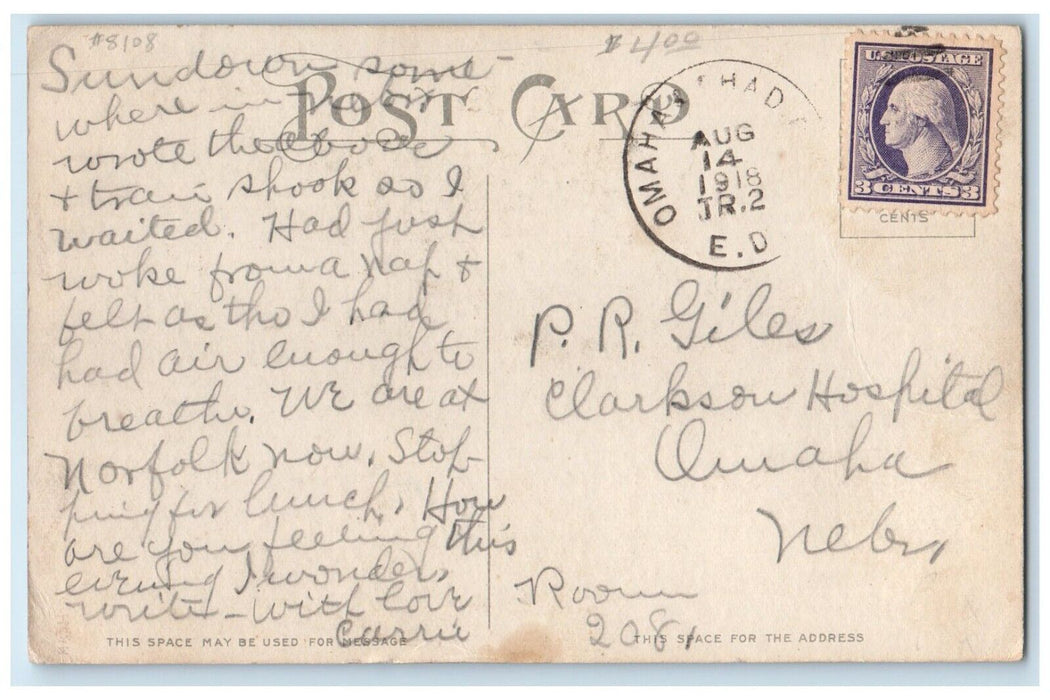 #8108
$4.00
POST CARD
Sundown some-
where in
wrote the above
+ train shook so I
waited. Had just
woke from a nap +
felt as tho I had
had air enough to
breathe. We are at
Norfolk now. Stop-
ping for lunch. How
are you feeling this
evening I wonder.
write - with love
Carrie
THIS SPACE MAY BE USED FOR MESSAGE
OMAHA & CHAD
AUG
14
1918
TR.2
E.D
U.S. POSTAGE
3 CENTS 3
CENTS
P. R. Giles
Clarkson Hospital
Omaha
Nebr.
Room
208.
THIS SPACE FOR THE ADDRESS